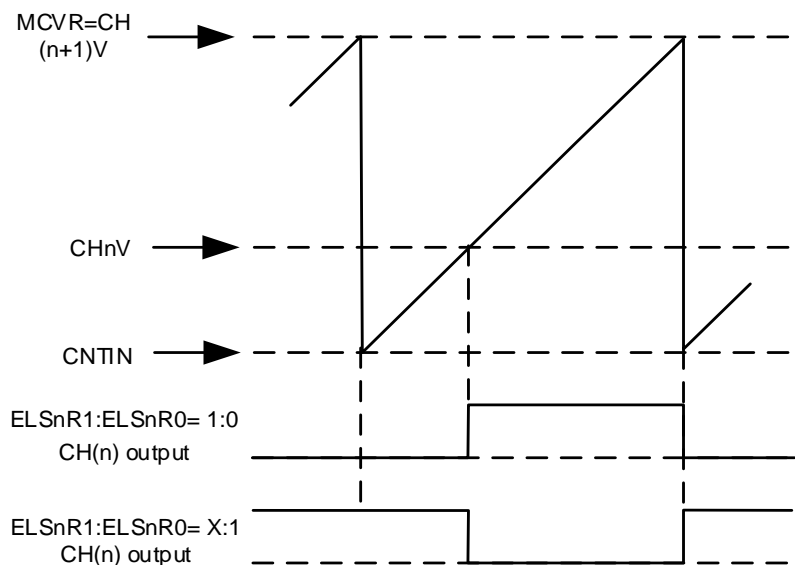 MCVR=CH
(n+1)V
CHnV
CNTIN
ELSnR1:ELSnR0= 1:0
CH(n) output
ELSnR1:ELSnR0= X:1
CH(n) output